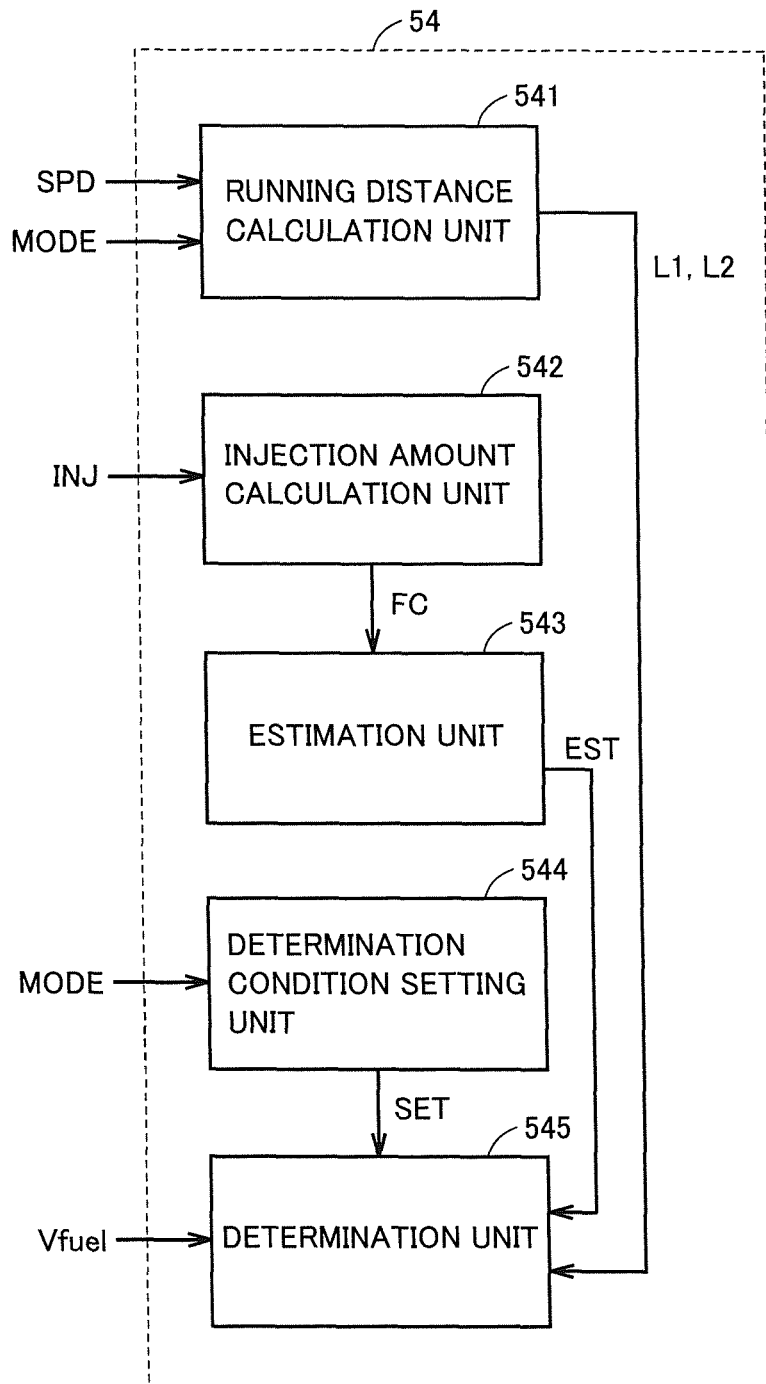 54
541
SPD
MODE
RUNNING DISTANCE
CALCULATION UNIT
L1, L2
542
INJ
INJECTION AMOUNT
CALCULATION UNIT
FC
543
ESTIMATION UNIT
EST
544
MODE
DETERMINATION
CONDITION SETTING
UNIT
SET
545
Vfuel
DETERMINATION UNIT